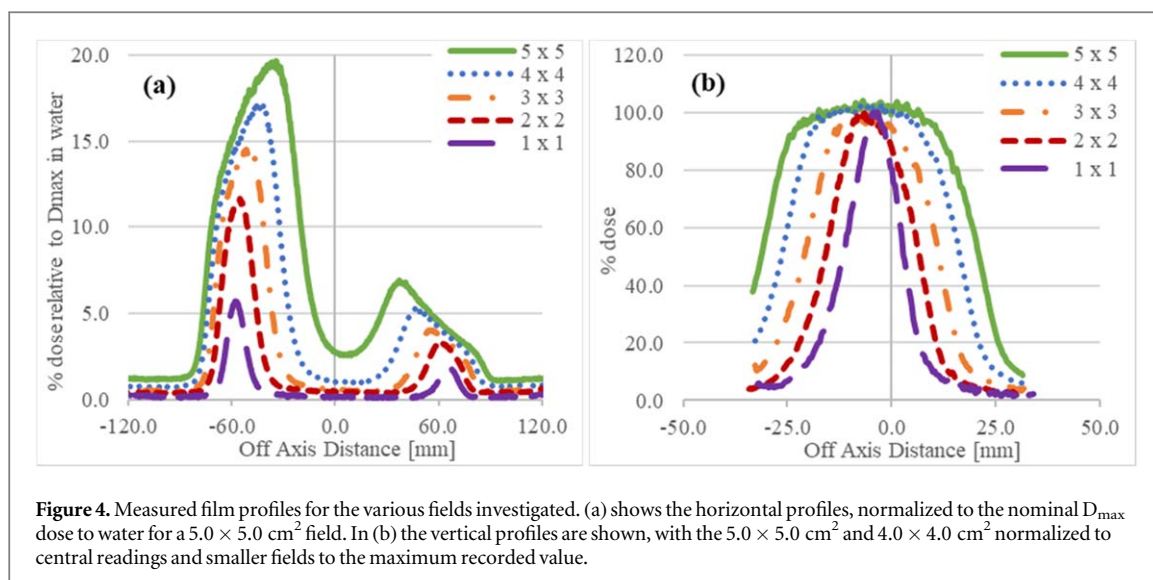 (a)
% dose relative to Dmax in water
20.0
15.0
10.0
5.0
0.0
-120.0 -60.0 0.0 60.0 120.0
Off Axis Distance [mm]
5 x 5
4 x 4
3 x 3
2 x 2
1 x 1
(b)
% dose
120.0
100.0
80.0
60.0
40.0
20.0
0.0
-50.0 -25.0 0.0 25.0 50.0
Off Axis Distance [mm]
5 x 5
4 x 4
3 x 3
2 x 2
1 x 1
Figure 4. Measured film profiles for the various fields investigated. (a) shows the horizontal profiles, normalized to the nominal Dmax
dose to water for a 5.0 × 5.0 cm² field. In (b) the vertical profiles are shown, with the 5.0 × 5.0 cm² and 4.0 × 4.0 cm² normalized to
central readings and smaller fields to the maximum recorded value.